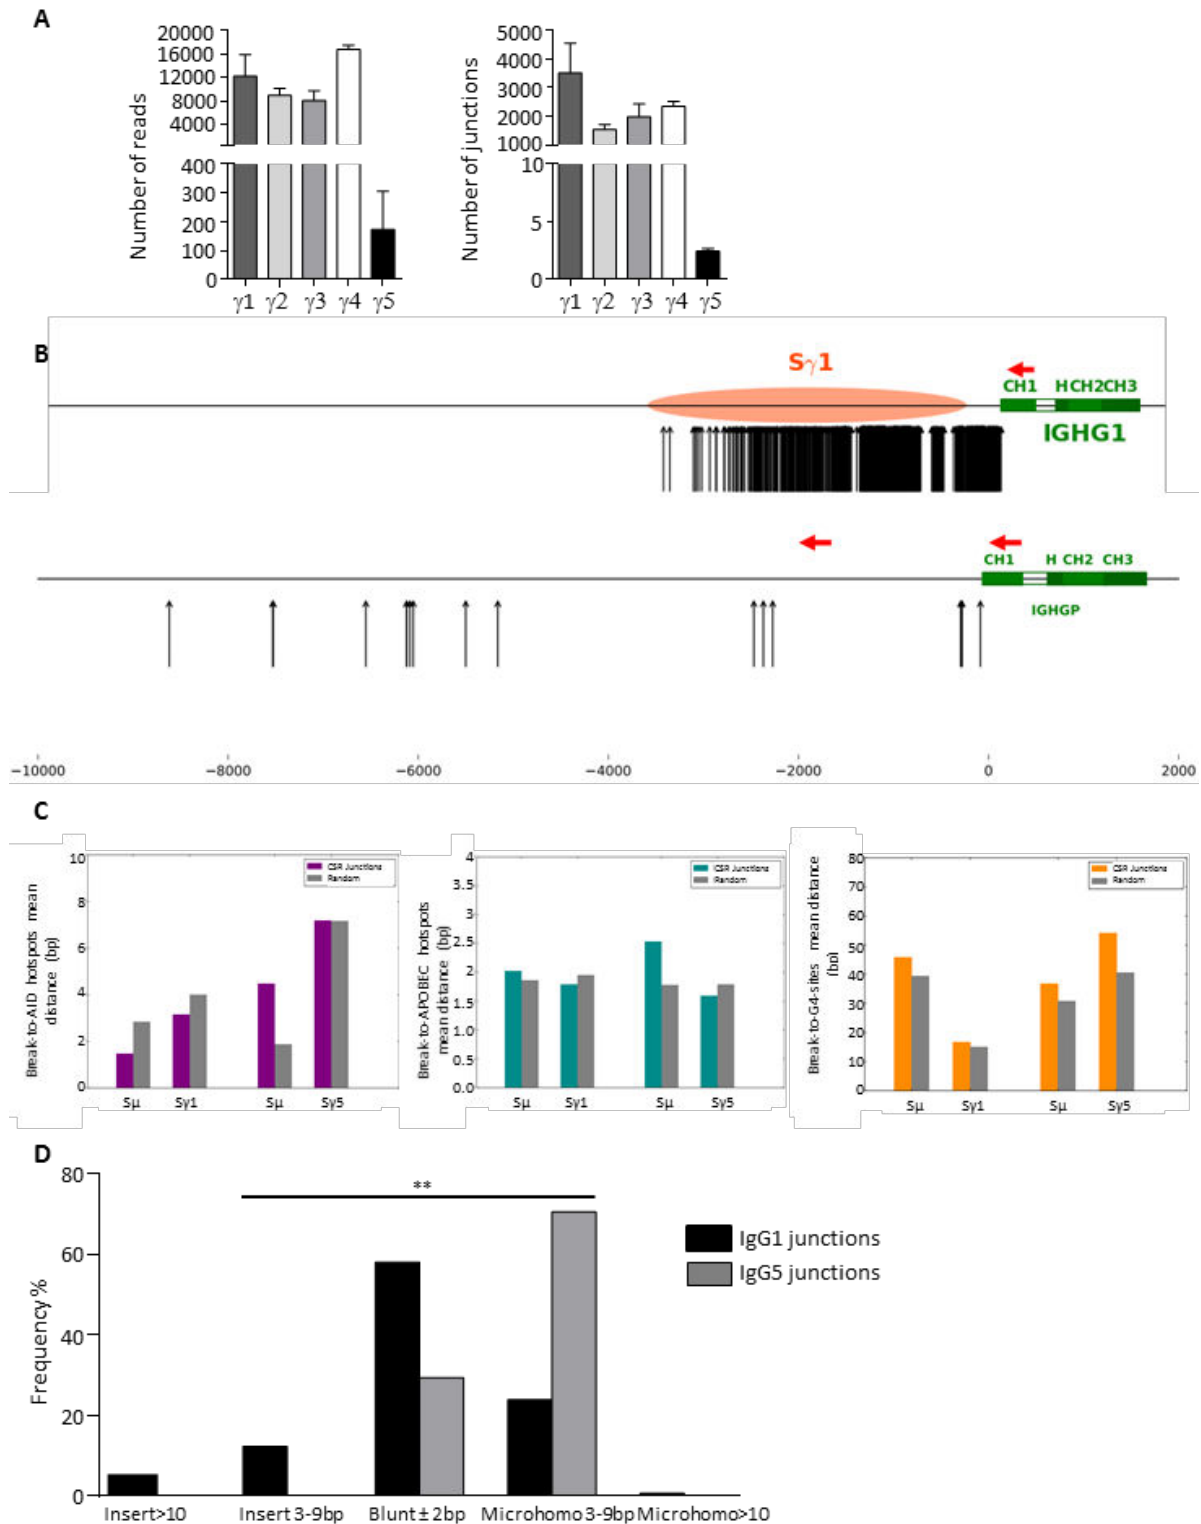 A
Number of reads
20000
16000
12000
8000
4000
400
300
200
100
0
γ1 γ2 γ3 γ4 γ5
Number of junctions
5000
4000
3000
2000
1000
10
5
0
γ1 γ2 γ3 γ4 γ5
B
Sγ1
CH1 H CH2 CH3
IGHG1
CH1 H CH2 CH3
IGHGP
−10000 −8000 −6000 −4000 −2000 0 2000
C
Break-to-AID hotspots mean
distance (bp)
10
8
6
4
2
0
CSR Junctions
Random
Sμ Sγ1 Sμ Sγ5
Break-to-APOBEC hotspots
mean distance (bp)
4
3.5
3
2.5
2
1.5
1.0
0.5
0.0
CSR Junctions
Random
Sμ Sγ1 Sμ Sγ5
Break-to-G4-sites mean distance
(bp)
80
70
60
50
40
30
20
10
0
CSR Junctions
Random
Sμ Sγ1 Sμ Sγ5
D
Frequency %
80
60
40
20
0
**
IgG1 junctions
IgG5 junctions
Insert>10 Insert 3-9bp Blunt ± 2bp Microhomo 3-9bp Microhomo>10